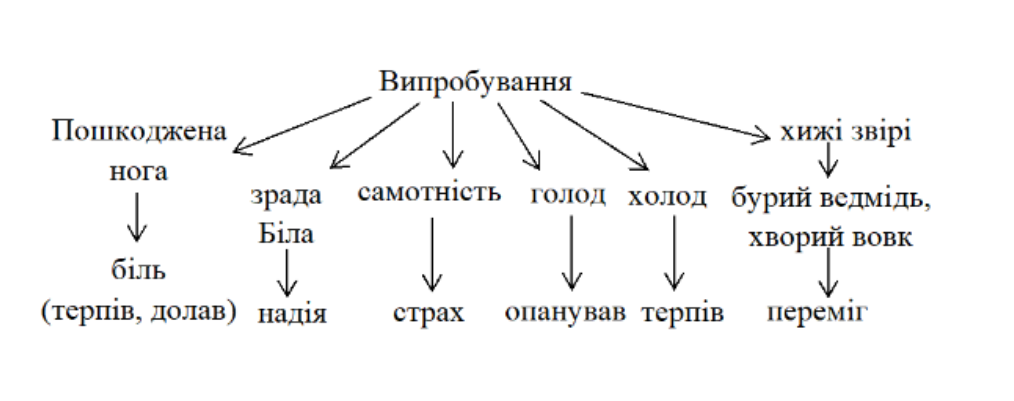 Випробування
Пошкоджена
нога
біль
(терпів, долав)
зрада
Біла
надія
самотність
страх
голод
опанував
холод
терпів
хижі звірі
бурий ведмідь,
хворий вовк
переміг